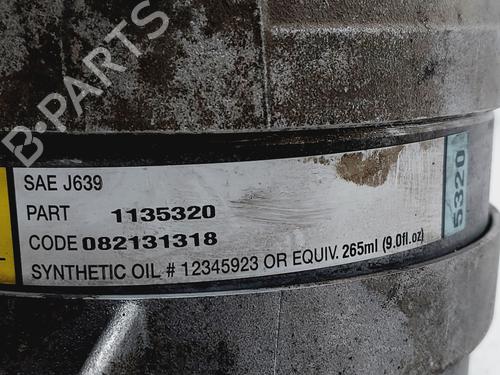 B-PARTS
SAE J639
PART 1135320
CODE 082131318
SYNTHETIC OIL # 12345923 OR EQUIV. 265ml (9.0fl.oz)
5320